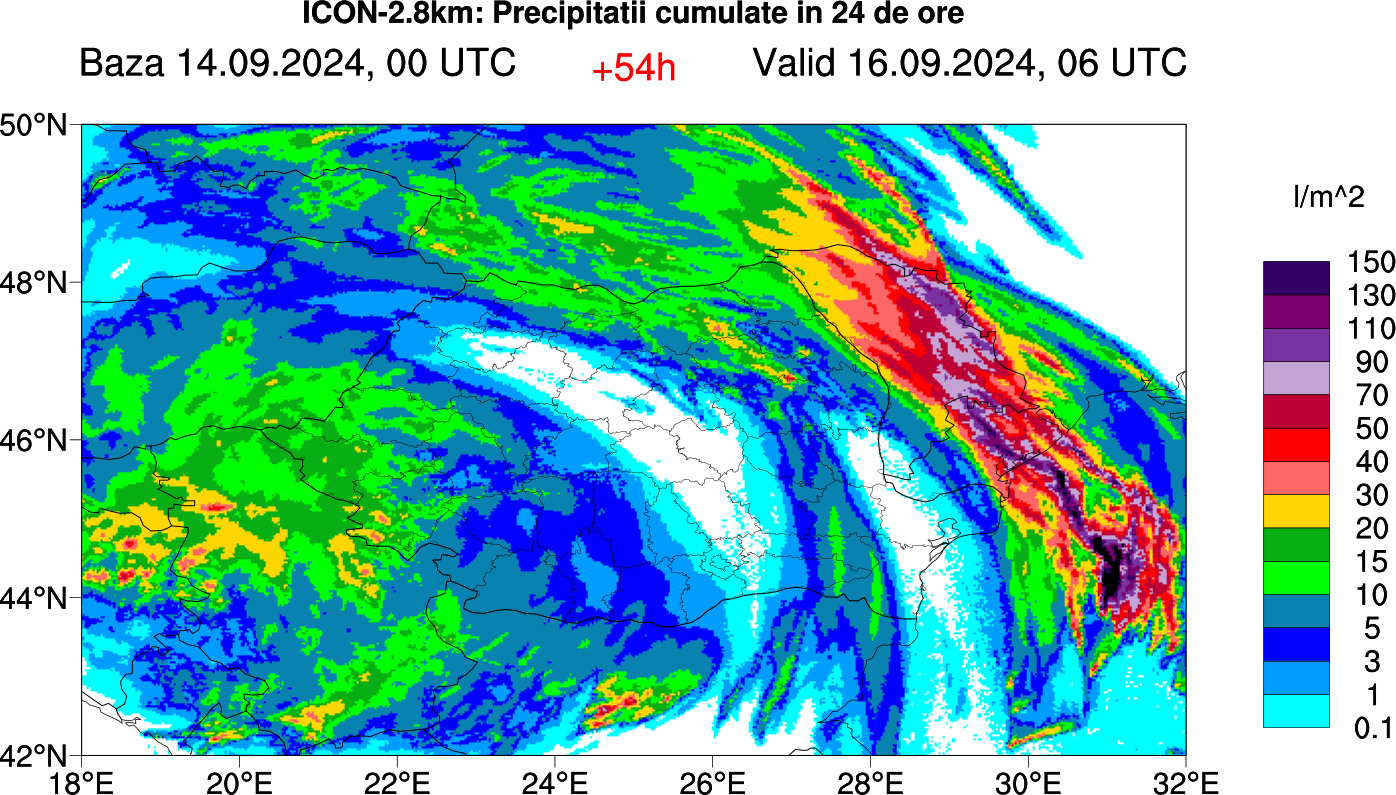 ICON-2.8km: Precipitatii cumulate in 24 de ore
Baza 14.09.2024, 00 UTC +54h Valid 16.09.2024, 06 UTC
50°N
48°N
46°N
44°N
42°N
18°E 20°E 22°E 24°E 26°E 28°E 30°E 32°E
l/m^2
150
130
110
90
70
50
40
30
20
15
10
5
3
1
0.1